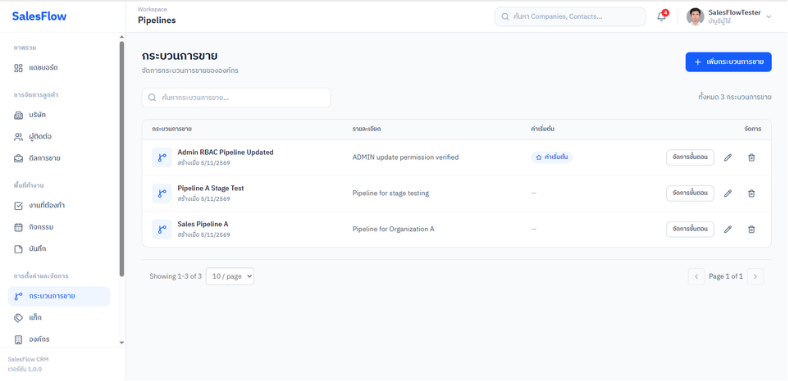 SalesFlow
Workspace
Pipelines
ค้นหา Companies, Contacts...
4
SalesFlowTester
บัญชีผู้ใช้
ภาพรวม
แดชบอร์ด
การจัดการลูกค้า
บริษัท
ผู้ติดต่อ
ดีลการขาย
พื้นที่ทำงาน
งานที่ต้องทำ
กิจกรรม
บันทึก
การตั้งค่าและจัดการ
กระบวนการขาย
แท็ก
องค์กร
SalesFlow CRM
เวอร์ชัน 1.0.0
กระบวนการขาย
จัดการกระบวนการขายขององค์กร
+ เพิ่มกระบวนการขาย
ค้นหากระบวนการขาย...
ทั้งหมด 3 กระบวนการขาย
กระบวนการขาย รายละเอียด ค่าเริ่มต้น จัดการ
Admin RBAC Pipeline Updated
สร้างเมื่อ 5/11/2569
ADMIN update permission verified
ค่าเริ่มต้น
จัดการขั้นตอน
Pipeline A Stage Test
สร้างเมื่อ 5/11/2569
Pipeline for stage testing
—
จัดการขั้นตอน
Sales Pipeline A
สร้างเมื่อ 5/11/2569
Pipeline for Organization A
—
จัดการขั้นตอน
Showing 1-3 of 3 10 / page
Page 1 of 1